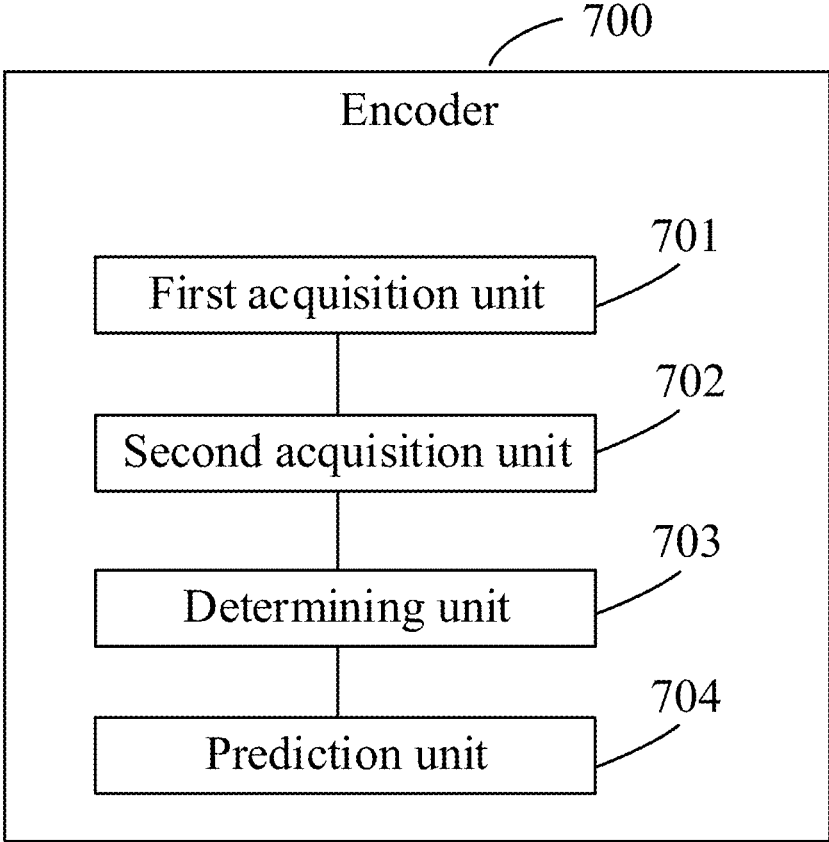 700
Encoder
701
First acquisition unit
702
Second acquisition unit
703
Determining unit
704
Prediction unit